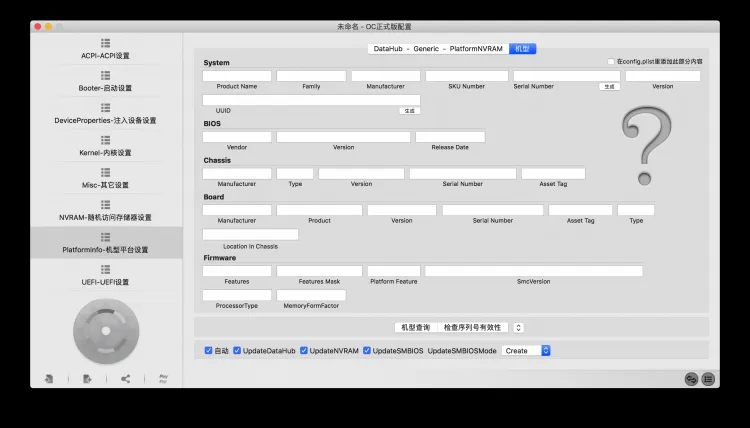 未命名 - OC正式版配置
ACPI-ACPI设置
Booter-启动设置
DeviceProperties-注入设备设置
Kernel-内核设置
Misc-其它设置
NVRAM-随机访问存储器设置
Platforminfo-机型平台设置
UEFI-UEFI设置
DataHub - Generic - PlatformNVRAM 机型
System 在config.plist里添加此部分内容
Product Name Family Manufacturer SKU Number Serial Number 生成 Version
UUID 生成
BIOS
Vendor Version Release Date
Chassis
Manufacturer Type Version Serial Number Asset Tag
Board
Manufacturer Product Version Serial Number Asset Tag Type
Location in Chassis
Firmware
Features Features Mask Platform Feature SmcVersion
ProcessorType MemoryFormFactor
机型查询 检查序列号有效性
自动 UpdateDataHub UpdateNVRAM UpdateSMBIOS UpdateSMBIOSMode Create